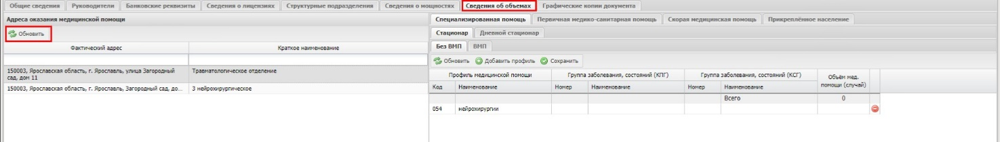 Общие сведения Руководители Банковские реквизиты Сведения о лицензиях Структурные подразделения Сведения о мощностях Сведения об объемах Графические копии документа
Адреса оказания медицинской помощи
Обновить
Фактический адрес Краткое наименование
150003, Ярославская область, г. Ярославль, улица Загородный сад, дом 11 Травматологическое отделение
150003, Ярославская область, г. Ярославль, Загородный сад, до... 3 нейрохирургическое
Специализированная помощь Первичная медико-санитарная помощь Скорая медицинская помощь Прикреплённое население
Стационар Дневной стационар
Без ВМП ВМП
Обновить Добавить профиль Сохранить
Профиль медицинской помощи Группа заболевания, состояний (КПГ) Группа заболевания, состояний (КСГ) Объём мед. помощи (случай)
Код Наименование Номер Наименование Номер Наименование
Всего 0
054 нейрохирургии